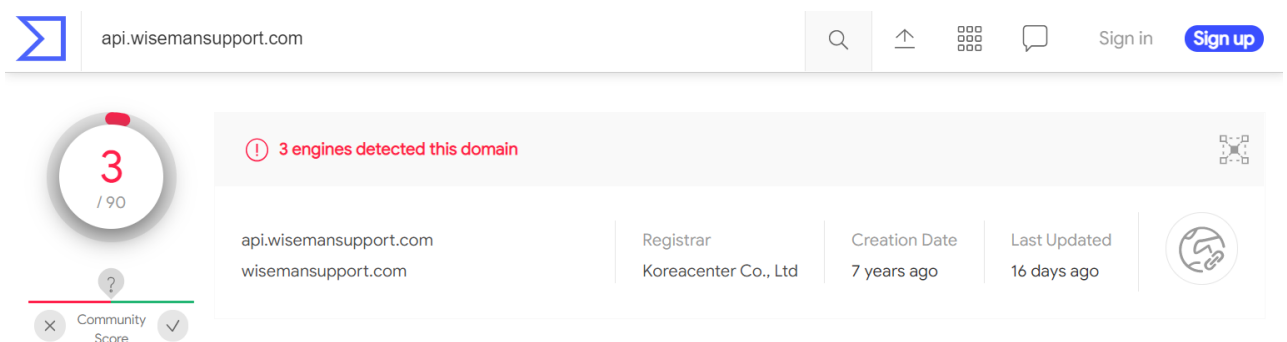 api.wisemansupport.com
Sign in
Sign up
3
/ 90
3 engines detected this domain
api.wisemansupport.com
wisemansupport.com
Registrar
Koreacenter Co., Ltd
Creation Date
7 years ago
Last Updated
16 days ago
?
Community
Score